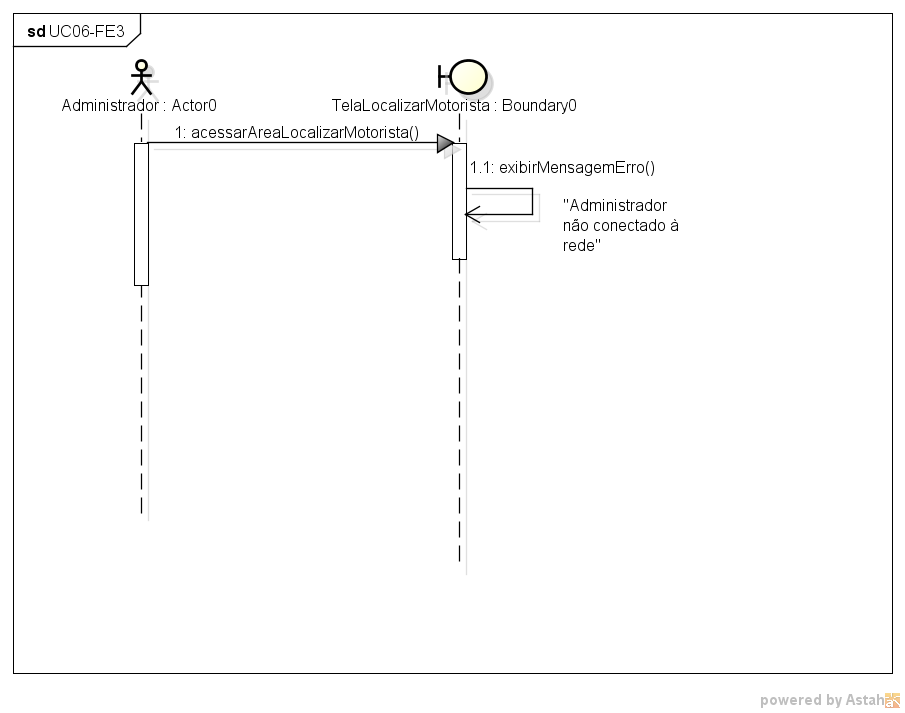 sd UC06-FE3
Administrador : Actor0
TelaLocalizarMotorista : Boundary0
1: acessarAreaLocalizarMotorista()
1.1: exibirMensagemErro()
"Administrador
não conectado à
rede"
powered by Astah